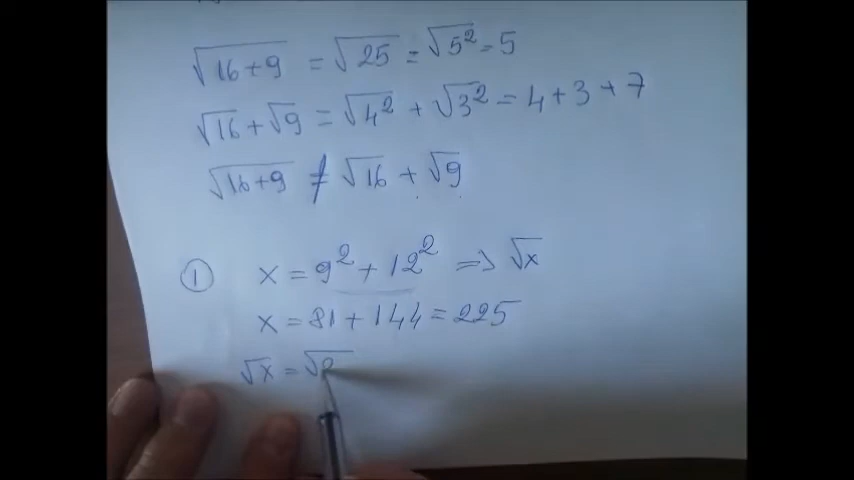 √16+9 = √25 = √5² = 5
√16 + √9 = √4² + √3² = 4 + 3 + 7
√16+9 ≠ √16 + √9
① x = 9² + 12² => √x
x = 81 + 144 = 225
√x = √2